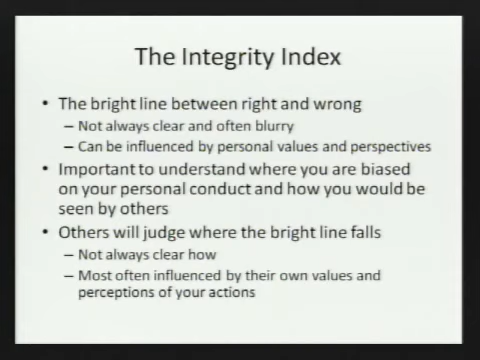 The Integrity Index
• The bright line between right and wrong
– Not always clear and often blurry
– Can be influenced by personal values and perspectives
• Important to understand where you are biased
on your personal conduct and how you would be
seen by others
• Others will judge where the bright line falls
– Not always clear how
– Most often influenced by their own values and
perceptions of your actions